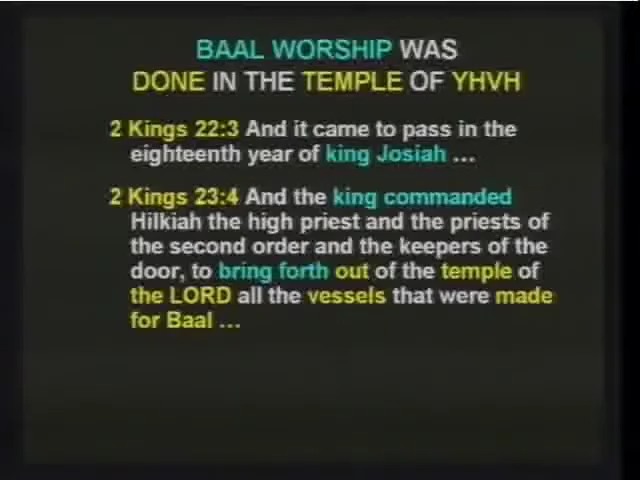 BAAL WORSHIP WAS
DONE IN THE TEMPLE OF YHVH
2 Kings 22:3 And it came to pass in the
eighteenth year of king Josiah ...
2 Kings 23:4 And the king commanded
Hilkiah the high priest and the priests of
the second order and the keepers of the
door, to bring forth out of the temple of
the LORD all the vessels that were made
for Baal ...